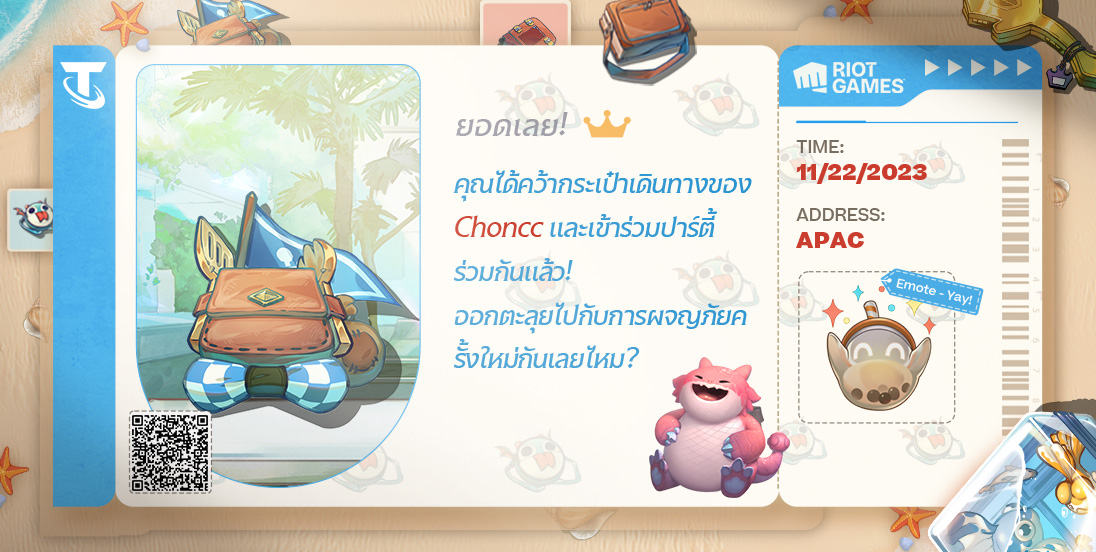 ยอดเลย!
คุณได้คว้ากระเป๋าเดินทางของ
Choncc และเข้าร่วมปาร์ตี้
ร่วมกันแล้ว!
ออกตะลุยไปกับการผจญภัยค
รั้งใหม่กันเลยไหม?
RIOT
GAMES
TIME:
11/22/2023
ADDRESS:
APAC
Emote - Yay!